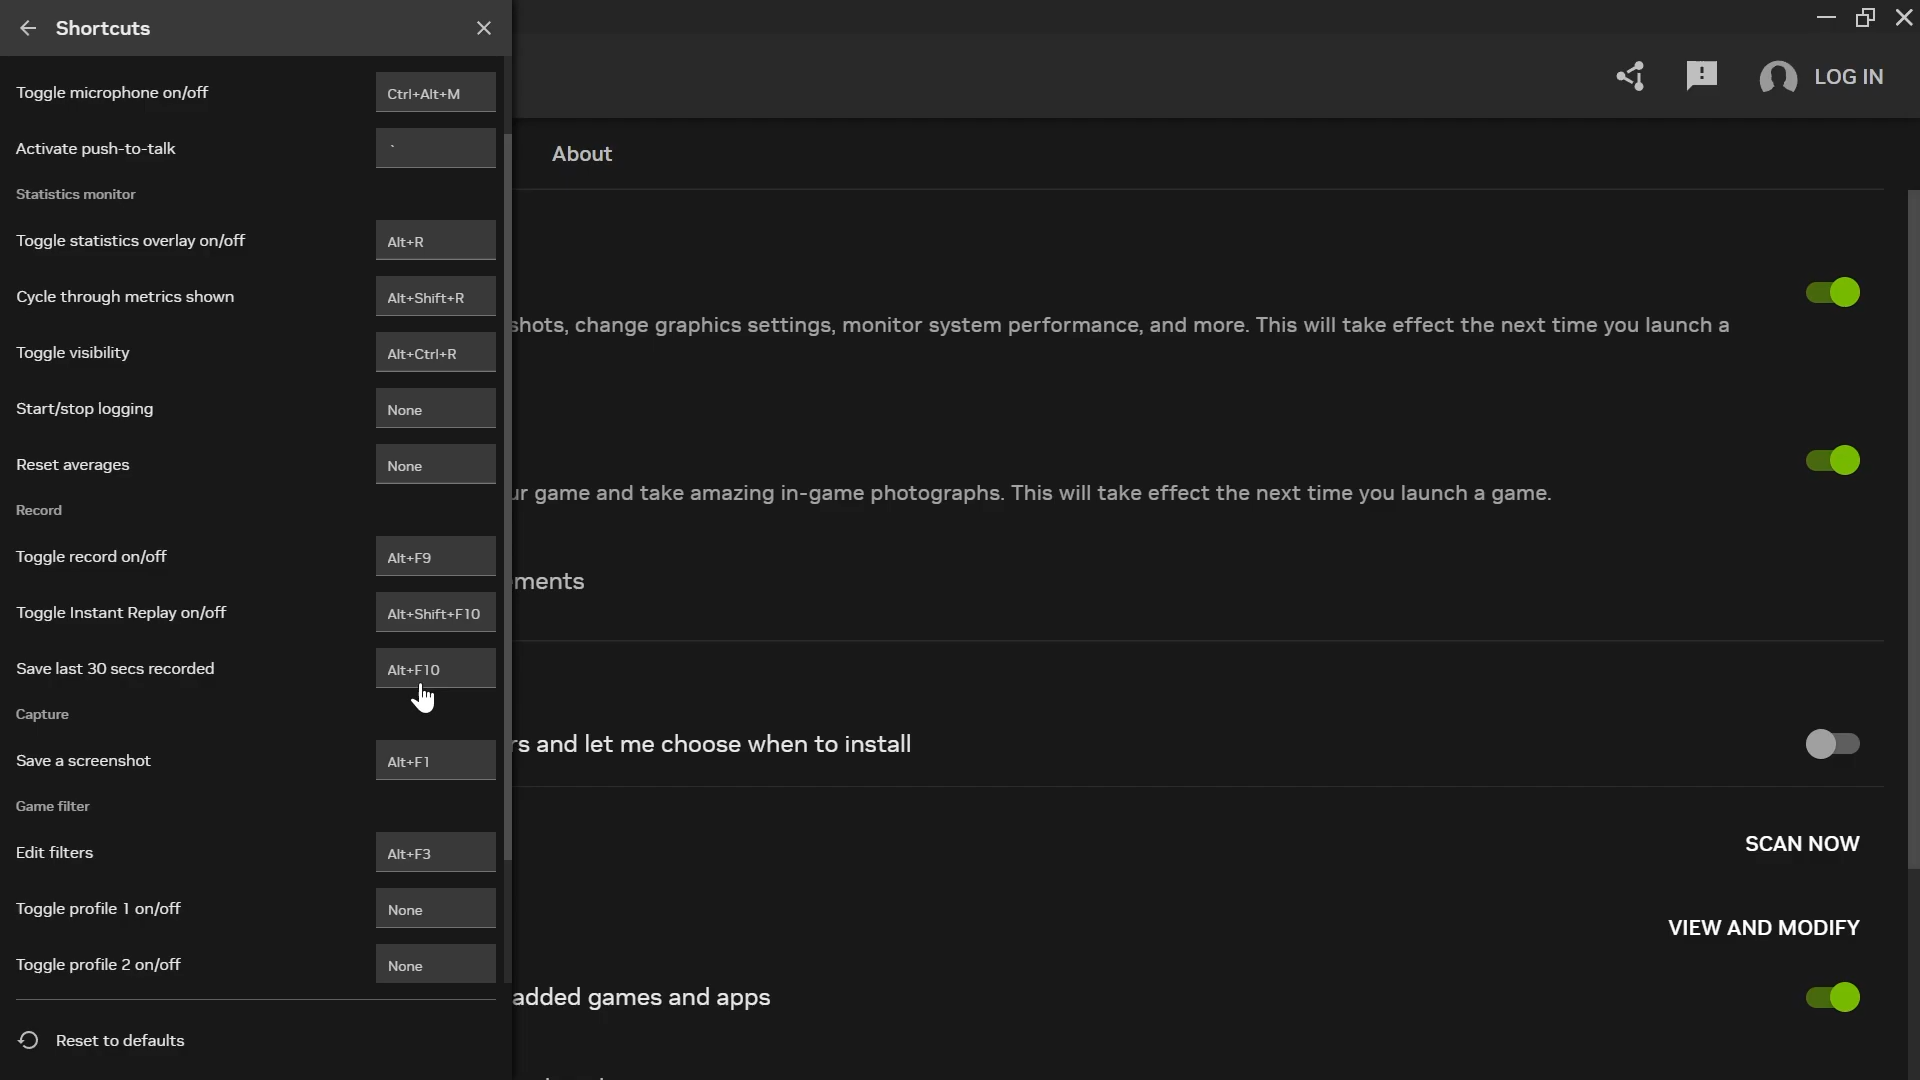 Shortcuts
LOG IN
Toggle microphone on/off
Ctrl+Alt+M
Activate push-to-talk
`
About
Statistics monitor
Toggle statistics overlay on/off
Alt+R
Cycle through metrics shown
Alt+Shift+R
shots, change graphics settings, monitor system performance, and more. This will take effect the next time you launch a
Toggle visibility
Alt+Ctrl+R
Start/stop logging
None
Reset averages
None
ur game and take amazing in-game photographs. This will take effect the next time you launch a game.
Record
Toggle record on/off
Alt+F9
ements
Toggle Instant Replay on/off
Alt+Shift+F10
Save last 30 secs recorded
Alt+F10
Capture
rs and let me choose when to install
Save a screenshot
Alt+F1
Game filter
Edit filters
Alt+F3
SCAN NOW
Toggle profile 1 on/off
None
VIEW AND MODIFY
Toggle profile 2 on/off
None
added games and apps
Reset to defaults